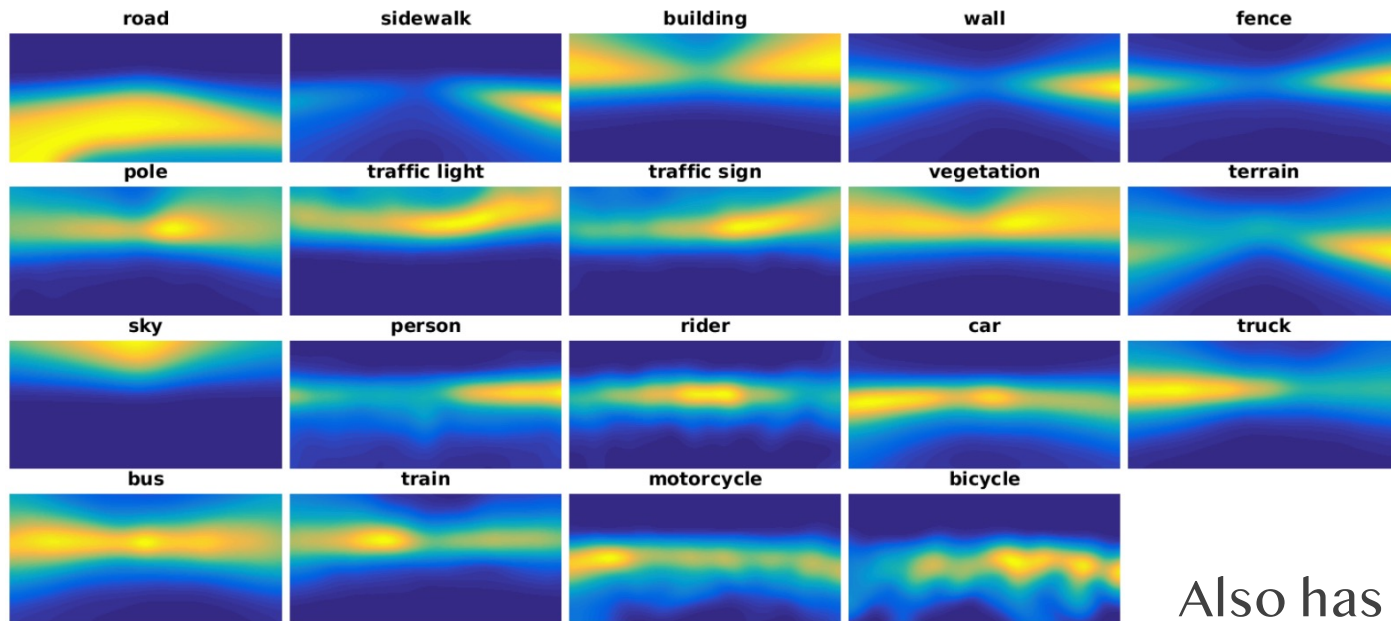 road sidewalk building wall fence
pole traffic light traffic sign vegetation terrain
sky person rider car truck
bus train motorcycle bicycle
Also has